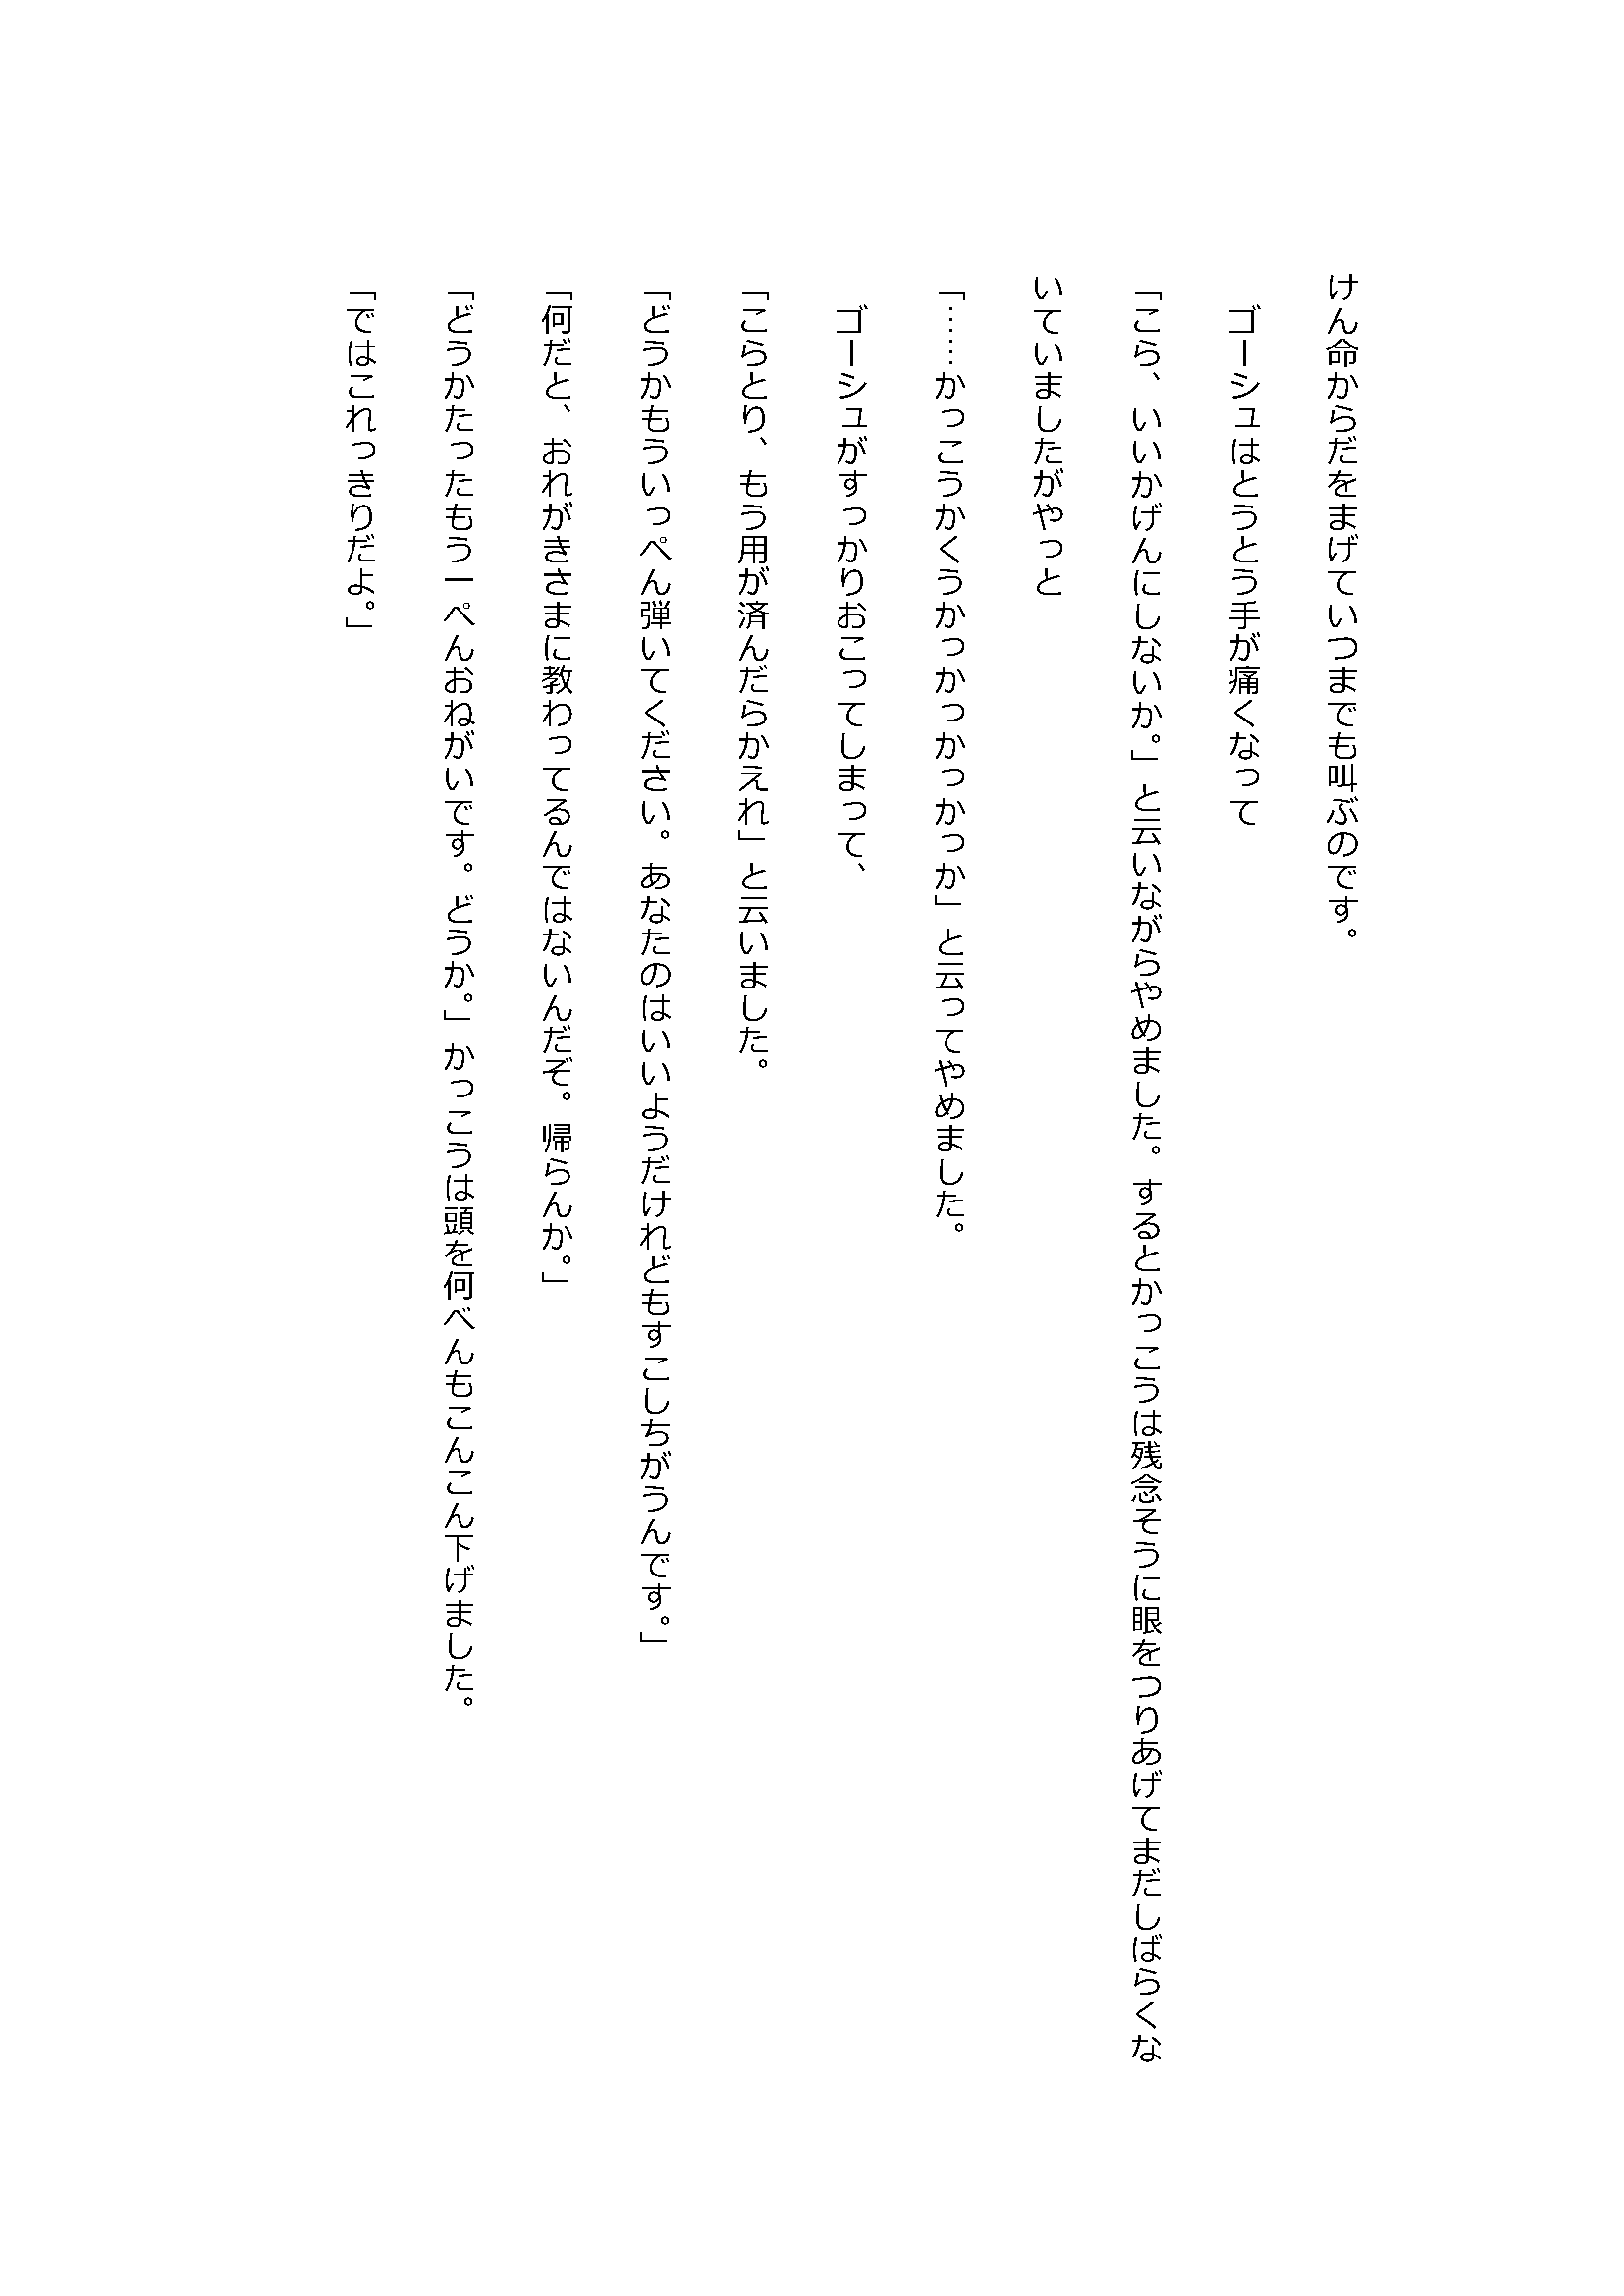 けん命からだをまげていつまでも叫ぶのです。
　ゴーシュはとうとう手が痛くなって
「こら、いいかげんにしないか。」と云いながらやめました。するとかっこうは残念そうに眼をつりあげてまだしばらくな
いていましたがやっと
「……かっこうかくうかっかっかっかっか」と云ってやめました。
　ゴーシュがすっかりおこってしまって、
「こらとり、もう用が済んだらかえれ」と云いました。
「どうかもういっぺん弾いてください。あなたのはいいようだけれどもすこしちがうんです。」
「何だと、おれがきさまに教わってるんではないんだぞ。帰らんか。」
「どうかたったもう一ぺんおねがいです。どうか。」かっこうは頭を何べんもこんこん下げました。
「ではこれっきりだよ。」